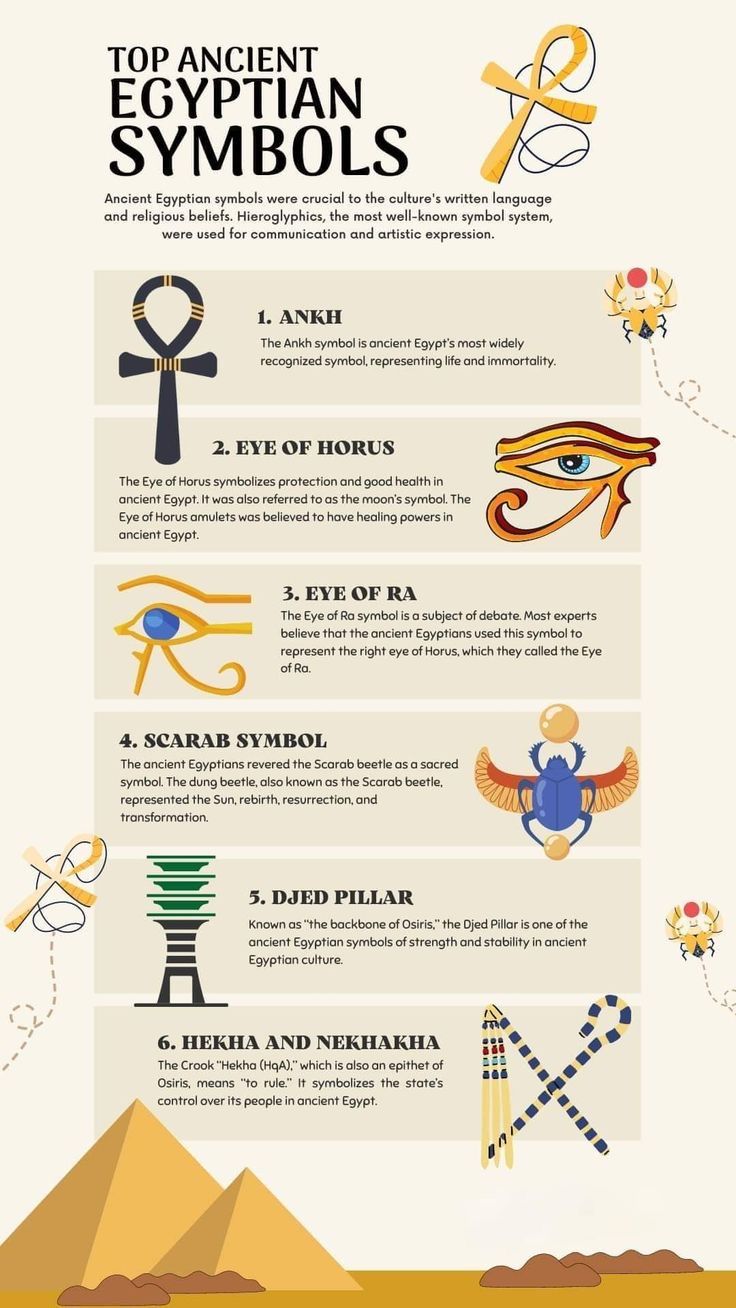 TOP ANCIENT
EGYPTIAN
SYMBOLS
Ancient Egyptian symbols were crucial to the culture's written language
and religious beliefs. Hieroglyphics, the most well-known symbol system,
were used for communication and artistic expression.
1. ANKH
The Ankh symbol is ancient Egypt's most widely
recognized symbol, representing life and immortality.
2. EYE OF HORUS
The Eye of Horus symbolizes protection and good health in
ancient Egypt. It was also referred to as the moon's symbol. The
Eye of Horus amulets was believed to have healing powers in
ancient Egypt.
3. EYE OF RA
The Eye of Ra symbol is a subject of debate. Most experts
believe that the ancient Egyptians used this symbol to
represent the right eye of Horus, which they called the Eye
of Ra.
4. SCARAB SYMBOL
The ancient Egyptians revered the Scarab beetle as a sacred
symbol. The dung beetle, also known as the Scarab beetle,
represented the Sun, rebirth, resurrection, and
transformation.
5. DJED PILLAR
Known as "the backbone of Osiris," the Djed Pillar is one of the
ancient Egyptian symbols of strength and stability in ancient
Egyptian culture.
6. HEKHA AND NEKHAKHA
The Crook "Hekha (HqA)," which is also an epithet of
Osiris, means "to rule." It symbolizes the state's
control over its people in ancient Egypt.